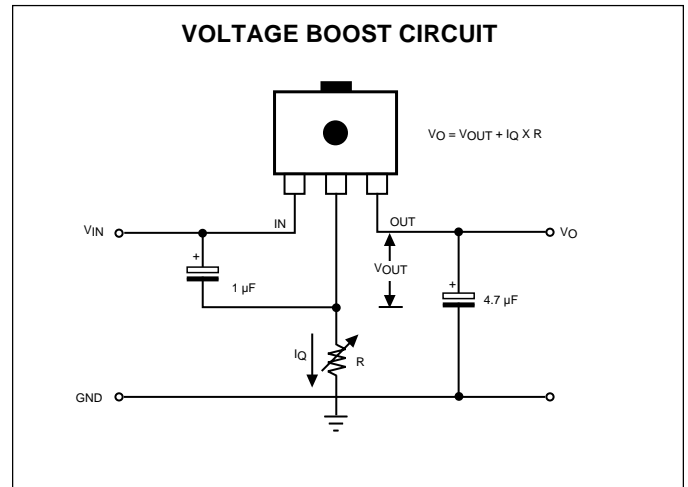 VOLTAGE BOOST CIRCUIT
VO = VOUT + IQ X R
IN
OUT
VIN
VO
+
VOUT
+
1 µF
4.7 µF
IQ
R
GND